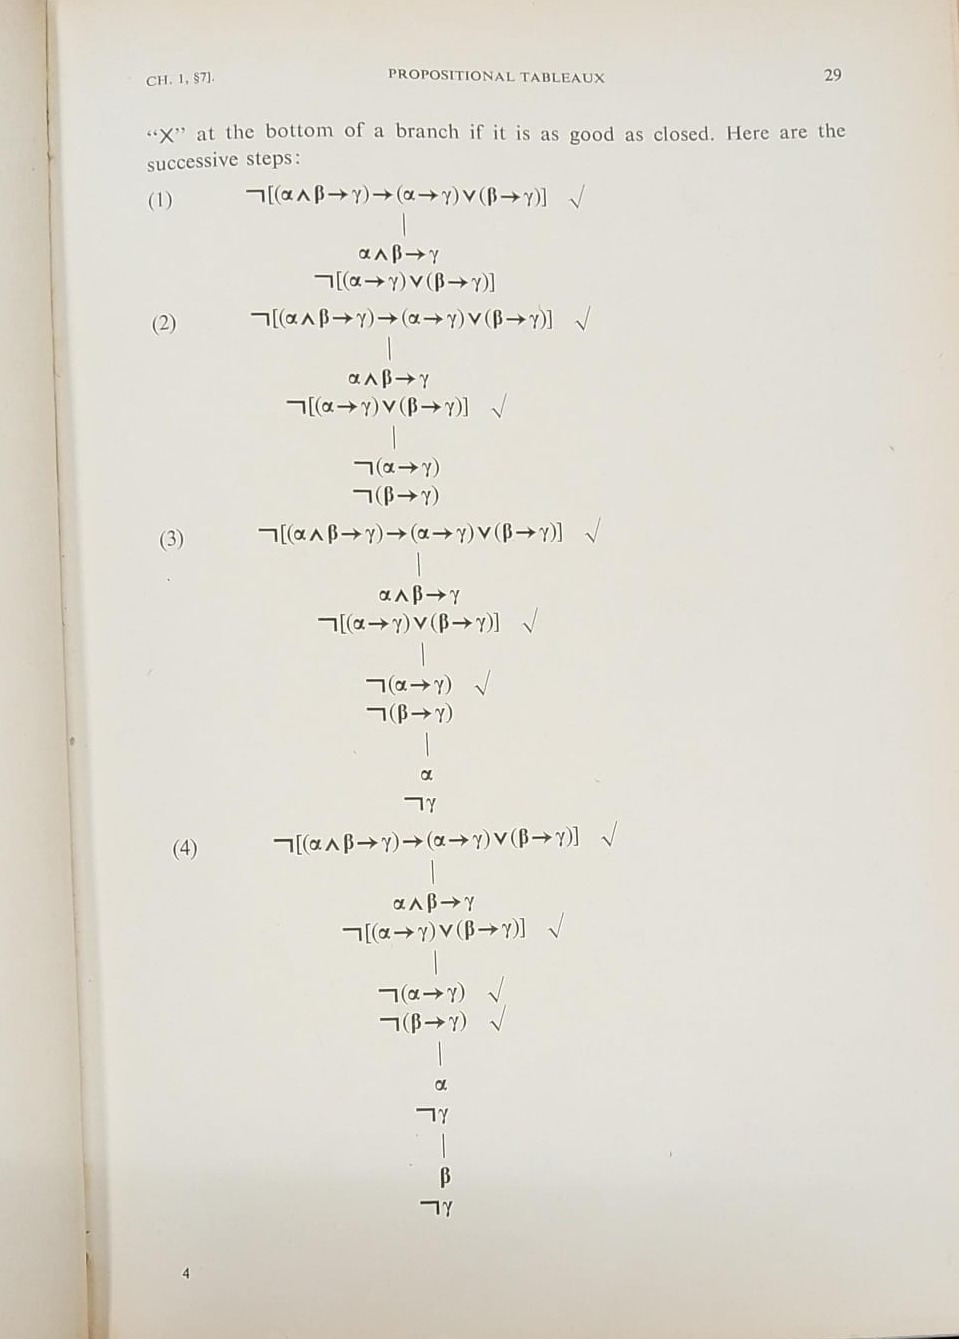 CH. 1, §7]. PROPOSITIONAL TABLEAUX 29
“X” at the bottom of a branch if it is as good as closed. Here are the
successive steps:
(1) ¬[(α∧β→γ)→(α→γ)∨(β→γ)] √
|
α∧β→γ
¬[(α→γ)∨(β→γ)]
(2) ¬[(α∧β→γ)→(α→γ)∨(β→γ)] √
|
α∧β→γ
¬[(α→γ)∨(β→γ)] √
|
¬(α→γ)
¬(β→γ)
(3) ¬[(α∧β→γ)→(α→γ)∨(β→γ)] √
|
α∧β→γ
¬[(α→γ)∨(β→γ)] √
|
¬(α→γ) √
¬(β→γ)
|
α
¬γ
(4) ¬[(α∧β→γ)→(α→γ)∨(β→γ)] √
|
α∧β→γ
¬[(α→γ)∨(β→γ)] √
|
¬(α→γ) √
¬(β→γ) √
|
α
¬γ
|
β
¬γ
4